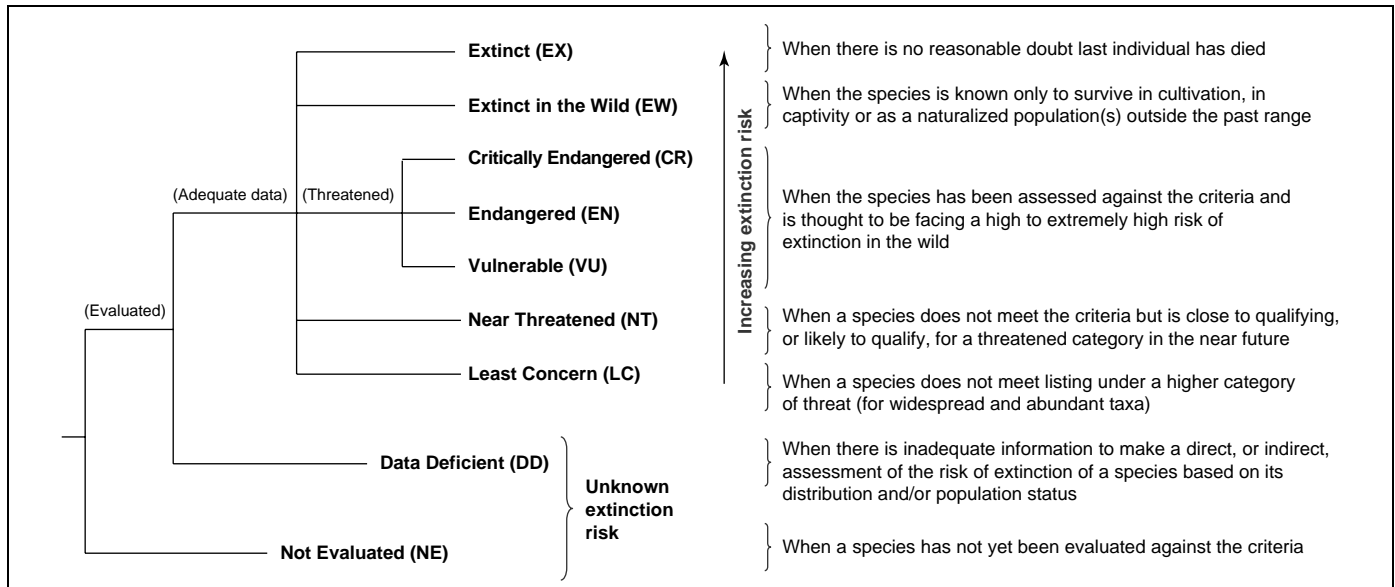 Extinct (EX)
When there is no reasonable doubt last individual has died
Extinct in the Wild (EW)
When the species is known only to survive in cultivation, in
captivity or as a naturalized population(s) outside the past range
Critically Endangered (CR)
(Adequate data)
(Threatened)
Endangered (EN)
Vulnerable (VU)
When the species has been assessed against the criteria and
is thought to be facing a high to extremely high risk of
extinction in the wild
Increasing extinction risk
(Evaluated)
Near Threatened (NT)
When a species does not meet the criteria but is close to qualifying,
or likely to qualify, for a threatened category in the near future
Least Concern (LC)
When a species does not meet listing under a higher category
of threat (for widespread and abundant taxa)
Data Deficient (DD)
Unknown
extinction
risk
When there is inadequate information to make a direct, or indirect,
assessment of the risk of extinction of a species based on its
distribution and/or population status
Not Evaluated (NE)
When a species has not yet been evaluated against the criteria